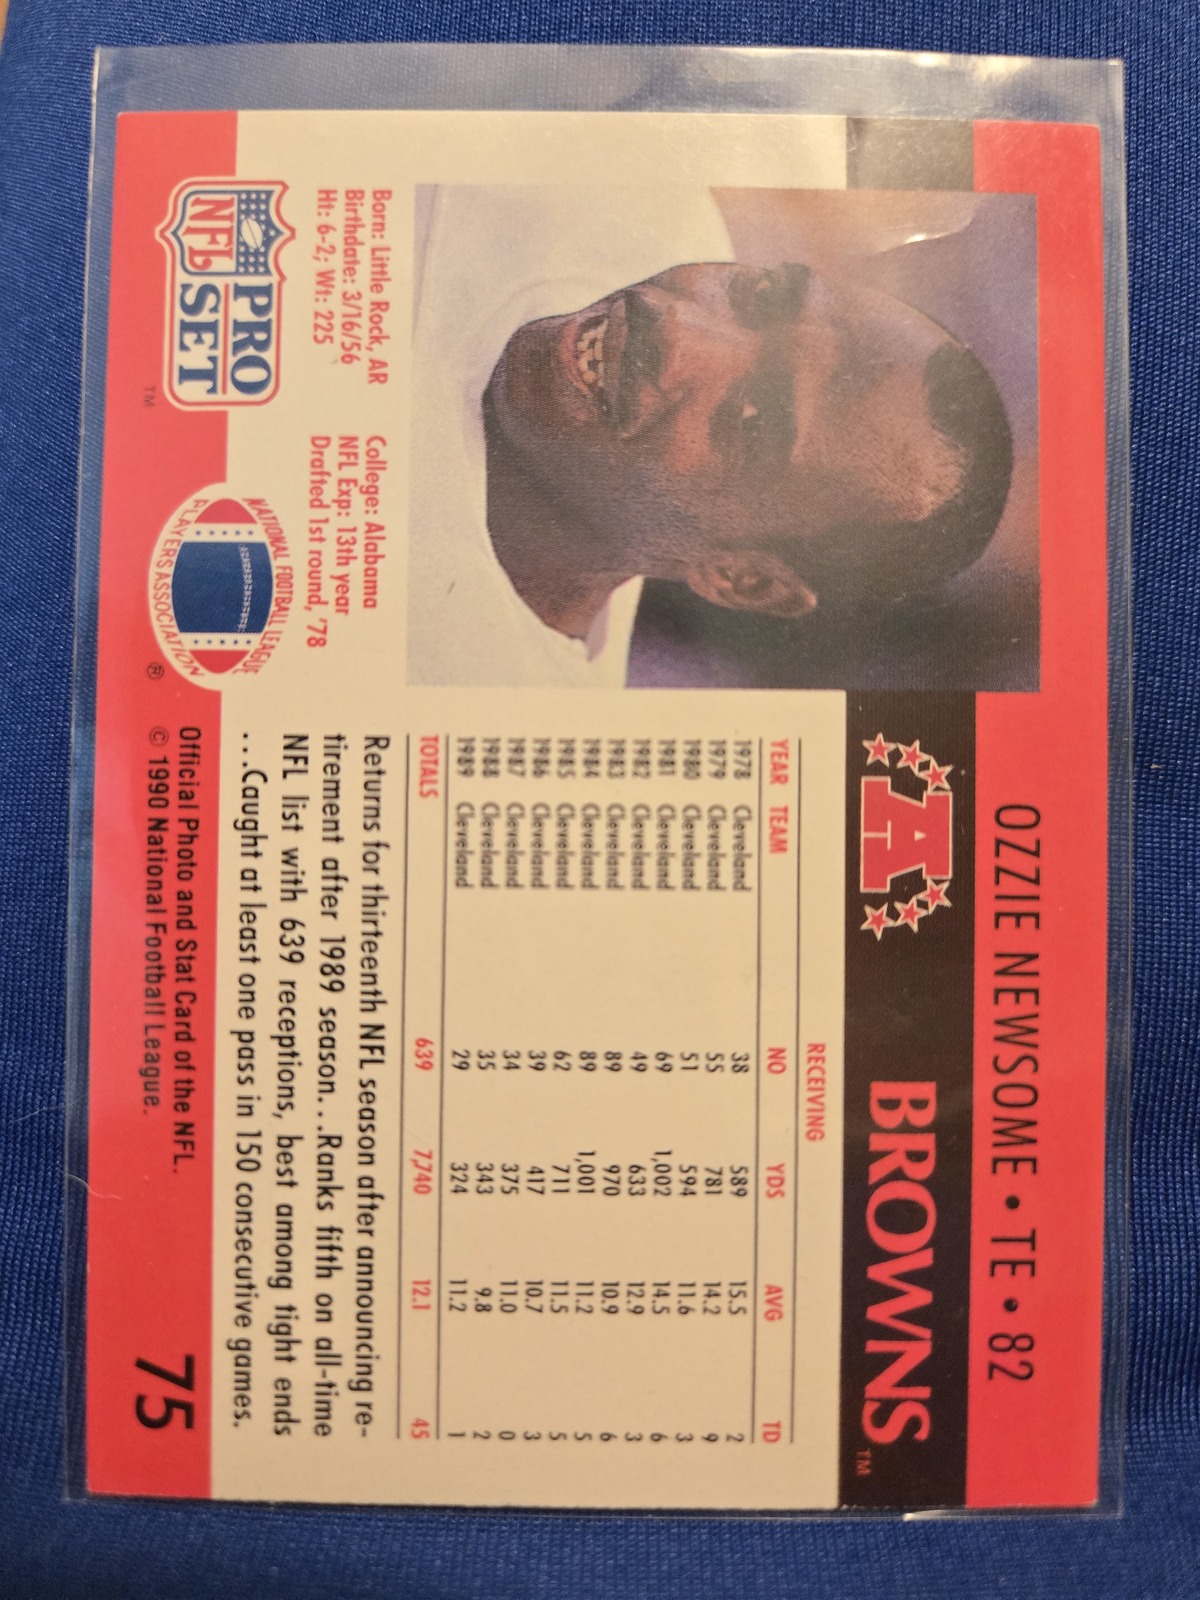 OZZIE NEWSOME • TE • 82
A
BROWNS™
RECEIVING
YEAR TEAM NO YDS AVG TD
1978 Cleveland 38 589 15.5 2
1979 Cleveland 55 781 14.2 9
1980 Cleveland 51 594 11.6 3
1981 Cleveland 69 1,002 14.5 6
1982 Cleveland 49 633 12.9 3
1983 Cleveland 89 970 10.9 6
1984 Cleveland 89 1,001 11.2 5
1985 Cleveland 62 711 11.5 5
1986 Cleveland 39 417 10.7 3
1987 Cleveland 34 375 11.0 0
1988 Cleveland 35 343 9.8 2
1989 Cleveland 29 324 11.2 1
TOTALS 639 7,740 12.1 45
Returns for thirteenth NFL season after announcing re-
tirement after 1989 season...Ranks fifth on all-time
NFL list with 639 receptions, best among tight ends
...Caught at least one pass in 150 consecutive games.
Born: Little Rock, AR
Birthdate: 3/16/56
Ht: 6-2; Wt: 225
College: Alabama
NFL Exp: 13th year
Drafted 1st round, '78
PRO
NFL SET
™
NATIONAL FOOTBALL LEAGUE
PLAYERS ASSOCIATION
®
Official Photo and Stat Card of the NFL.
© 1990 National Football League.
75